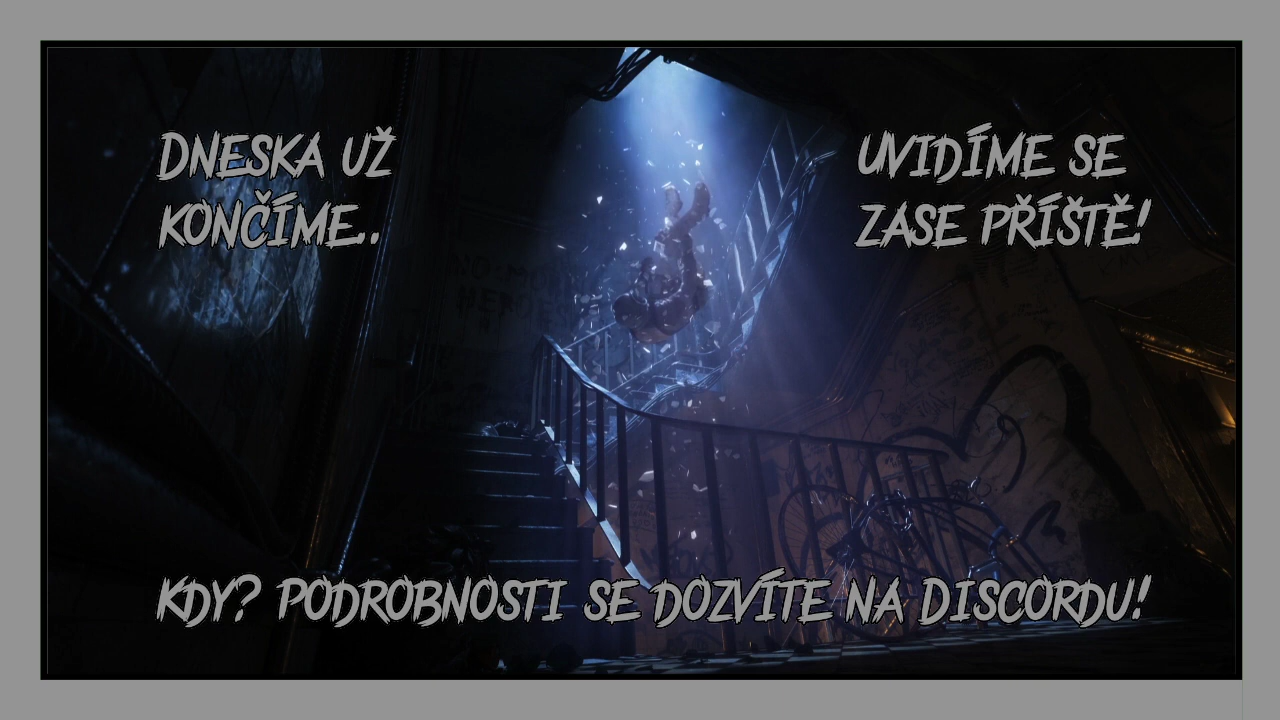 DNESKA UŽ
KONČÍME..
UVIDÍME SE
ZASE PŘÍŠTĚ!
KDY? PODROBNOSTI SE DOZVÍTE NA DISCORDU!